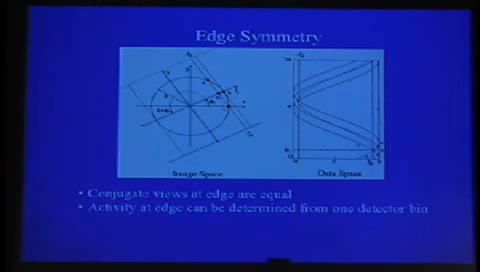 Edge Symmetry
Image Space
Data Space
• Conjugate views at edge are equal
• Activity at edge can be determined from one detector bin